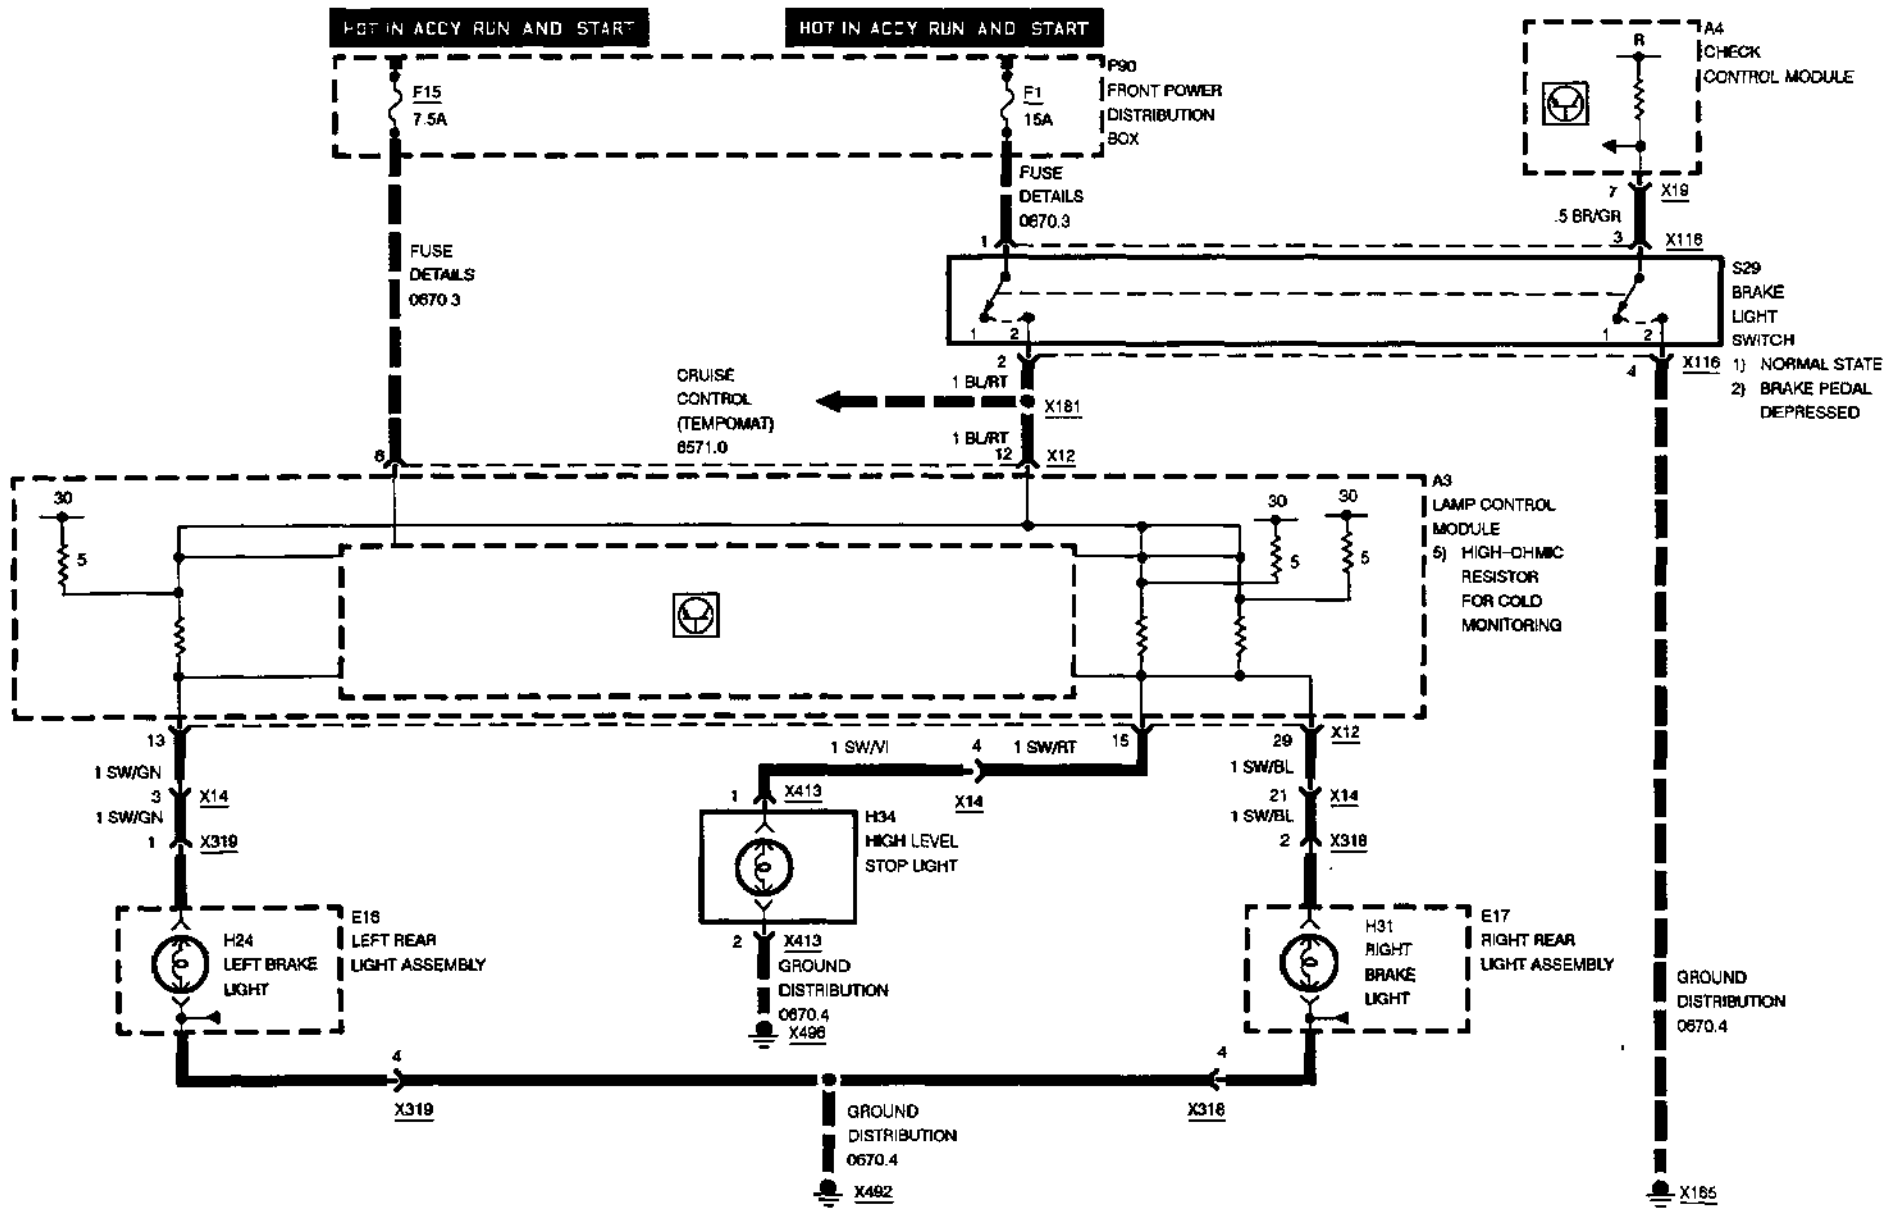 HOT IN ACCY RUN AND START
HOT IN ACCY RUN AND START
A4
CHECK
CONTROL MODULE
R
P90
FRONT POWER
DISTRIBUTION
BOX
F15
7.5A
F1
15A
FUSE
DETAILS
0670.3
7
X19
.5 BR/GR
1
3
X116
FUSE
DETAILS
0670.3
S29
BRAKE
LIGHT
SWITCH
1) NORMAL STATE
2) BRAKE PEDAL
DEPRESSED
1
2
1
2
2
4
X116
1 BL/RT
CRUISE
CONTROL
(TEMPOMAT)
6571.0
X181
1 BL/RT
6
12
X12
A3
LAMP CONTROL
MODULE
5) HIGH-OHMIC
RESISTOR
FOR COLD
MONITORING
30
5
30
5
30
5
13
15
29
X12
1 SW/GN
1 SW/VI
4
1 SW/RT
1 SW/BL
3
X14
1
X413
X14
21
X14
1 SW/GN
1 SW/BL
1
X319
2
X318
H34
HIGH LEVEL
STOP LIGHT
E16
LEFT REAR
LIGHT ASSEMBLY
H24
LEFT BRAKE
LIGHT
2
X413
GROUND
DISTRIBUTION
0670.4
X496
H31
RIGHT
BRAKE
LIGHT
E17
RIGHT REAR
LIGHT ASSEMBLY
GROUND
DISTRIBUTION
0670.4
4
X319
4
X318
GROUND
DISTRIBUTION
0670.4
X492
X165